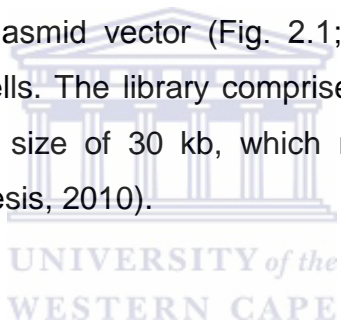 asmid vector (Fig. 2.1;
ells. The library comprise
size of 30 kb, which
esis, 2010).
UNIVERSITY of the
WESTERN CAPE